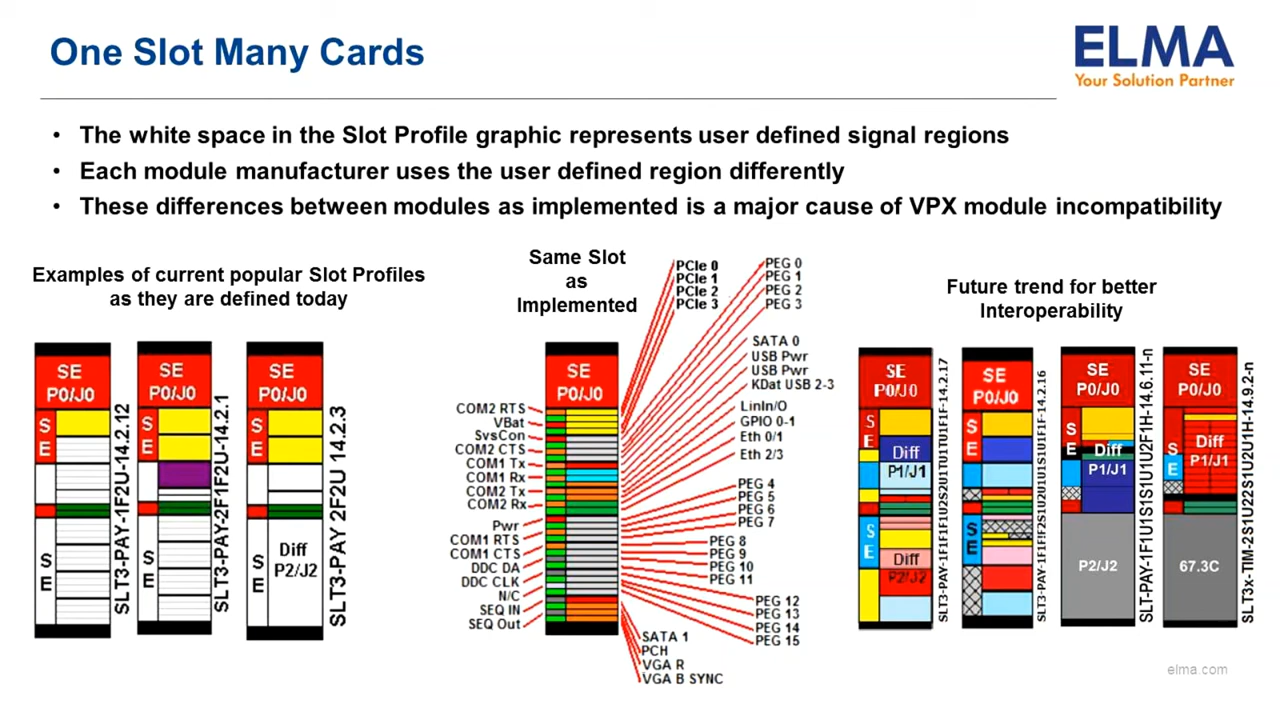 One Slot Many Cards
ELMA
Your Solution Partner
• The white space in the Slot Profile graphic represents user defined signal regions
• Each module manufacturer uses the user defined region differently
• These differences between modules as implemented is a major cause of VPX module incompatibility
Examples of current popular Slot Profiles
as they are defined today
SE
P0/J0
S
E
S
E
SLT3-PAY-1F2U-14.2.12
SE
P0/J0
S
E
S
E
SLT3-PAY-2F1F2U-14.2.1
SE
P0/J0
S
E
S
E
Diff
P2/J2
SLT3-PAY 2F2U 14.2.3
Same Slot
as
Implemented
SE
P0/J0
COM2 RTS
VBat
SvsCon
COM2 CTS
COM1 Tx
COM1 Rx
COM2 Tx
COM2 Rx
Pwr
COM1 RTS
COM1 CTS
DDC DA
DDC CLK
N/C
SEQ IN
SEQ Out
PCIe 0
PCIe 1
PCIe 2
PCIe 3
PEG 0
PEG 1
PEG 2
PEG 3
SATA 0
USB Pwr
USB Pwr
KDat USB 2-3
LinIn/O
GPIO 0-1
Eth 0/1
Eth 2/3
PEG 4
PEG 5
PEG 6
PEG 7
PEG 8
PEG 9
PEG 10
PEG 11
PEG 12
PEG 13
PEG 14
PEG 15
SATA 1
PCH
VGA R
VGA B SYNC
Future trend for better
Interoperability
SE
P0/J0
S
E
Diff
P1/J1
S
E
Diff
P2/J2
SE
P0/J0
S
E
S
E
SE
P0/J0
S
E
Diff
P1/J1
P2/J2
SLT-PAY-1F1U1S1S1U1U2F1H-14.6.11-n
SE
P0/J0
S
E
Diff
P1/J1
67.3C
SLT3x-TIM-2S1U22S1U2U1H-14.9.2-n
elma.com